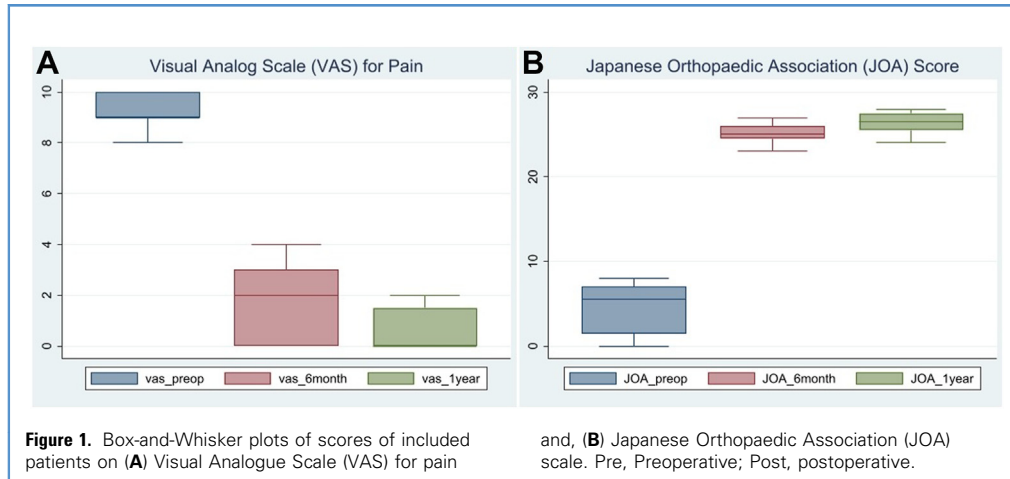 A
Visual Analog Scale (VAS) for Pain
10
8
6
4
2
0
vas_preop vas_6month vas_1year
B
Japanese Orthopaedic Association (JOA) Score
30
20
10
0
JOA_preop JOA_6month JOA_1year
Figure 1. Box-and-Whisker plots of scores of included
patients on (A) Visual Analogue Scale (VAS) for pain
and, (B) Japanese Orthopaedic Association (JOA)
scale. Pre, Preoperative; Post, postoperative.